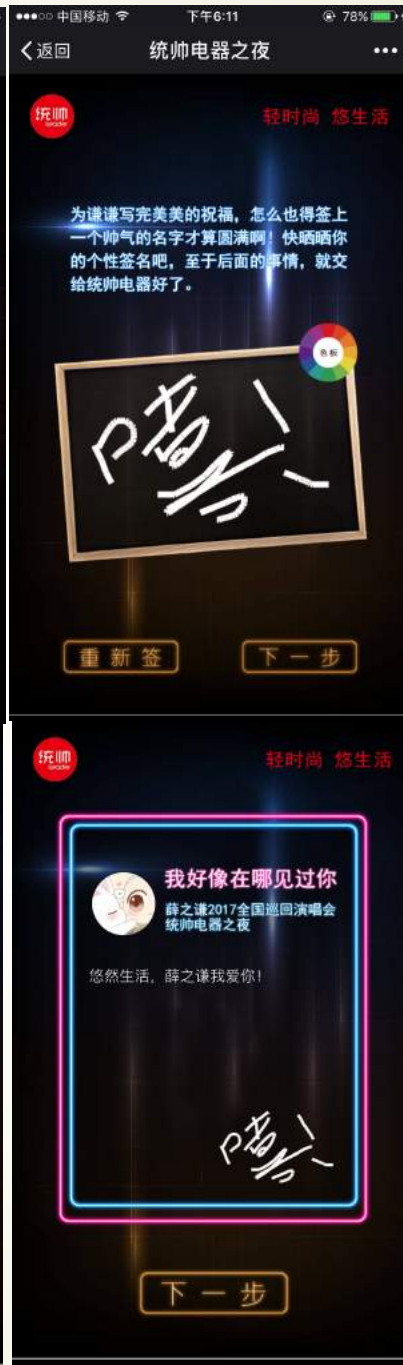 中国移动 下午6:11 78%
返回 统帅电器之夜
统帅 轻时尚 悠生活
Leader
为谦谦写完美美的祝福，怎么也得签上
一个帅气的名字才算圆满啊！快晒晒你
的个性签名吧，至于后面的事情，就交
给统帅电器好了。
色板
重新签 下一步
统帅 轻时尚 悠生活
Leader
我好像在哪见过你
薛之谦2017全国巡回演唱会
统帅电器之夜
悠然生活，薛之谦我爱你！
下一步